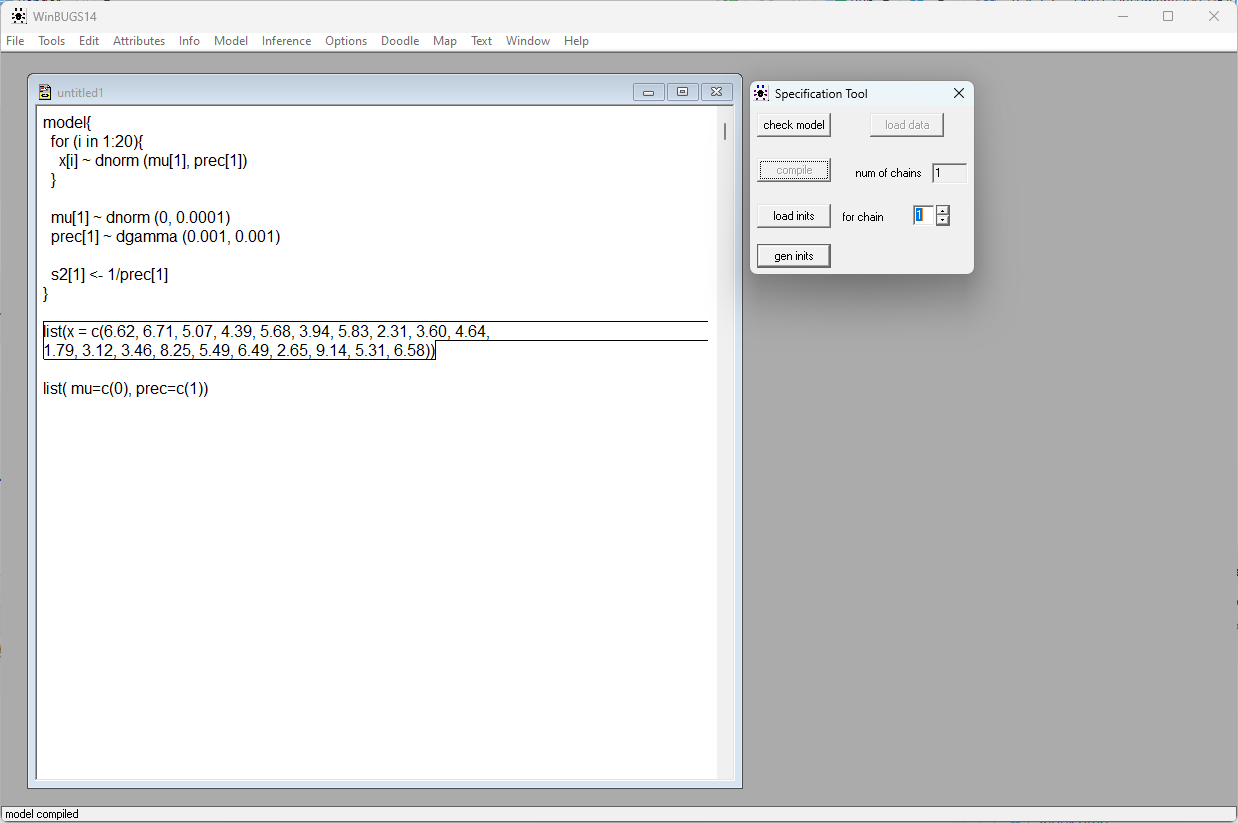 WinBUGS14
File Tools Edit Attributes Info Model Inference Options Doodle Map Text Window Help
untitled1
model{
for (i in 1:20){
x[i] ~ dnorm (mu[1], prec[1])
}
mu[1] ~ dnorm (0, 0.0001)
prec[1] ~ dgamma (0.001, 0.001)
s2[1] <- 1/prec[1]
}
list(x = c(6.62, 6.71, 5.07, 4.39, 5.68, 3.94, 5.83, 2.31, 3.60, 4.64,
1.79, 3.12, 3.46, 8.25, 5.49, 6.49, 2.65, 9.14, 5.31, 6.58))
list( mu=c(0), prec=c(1))
Specification Tool
check model load data
compile num of chains 1
load inits for chain 1
gen inits
model compiled